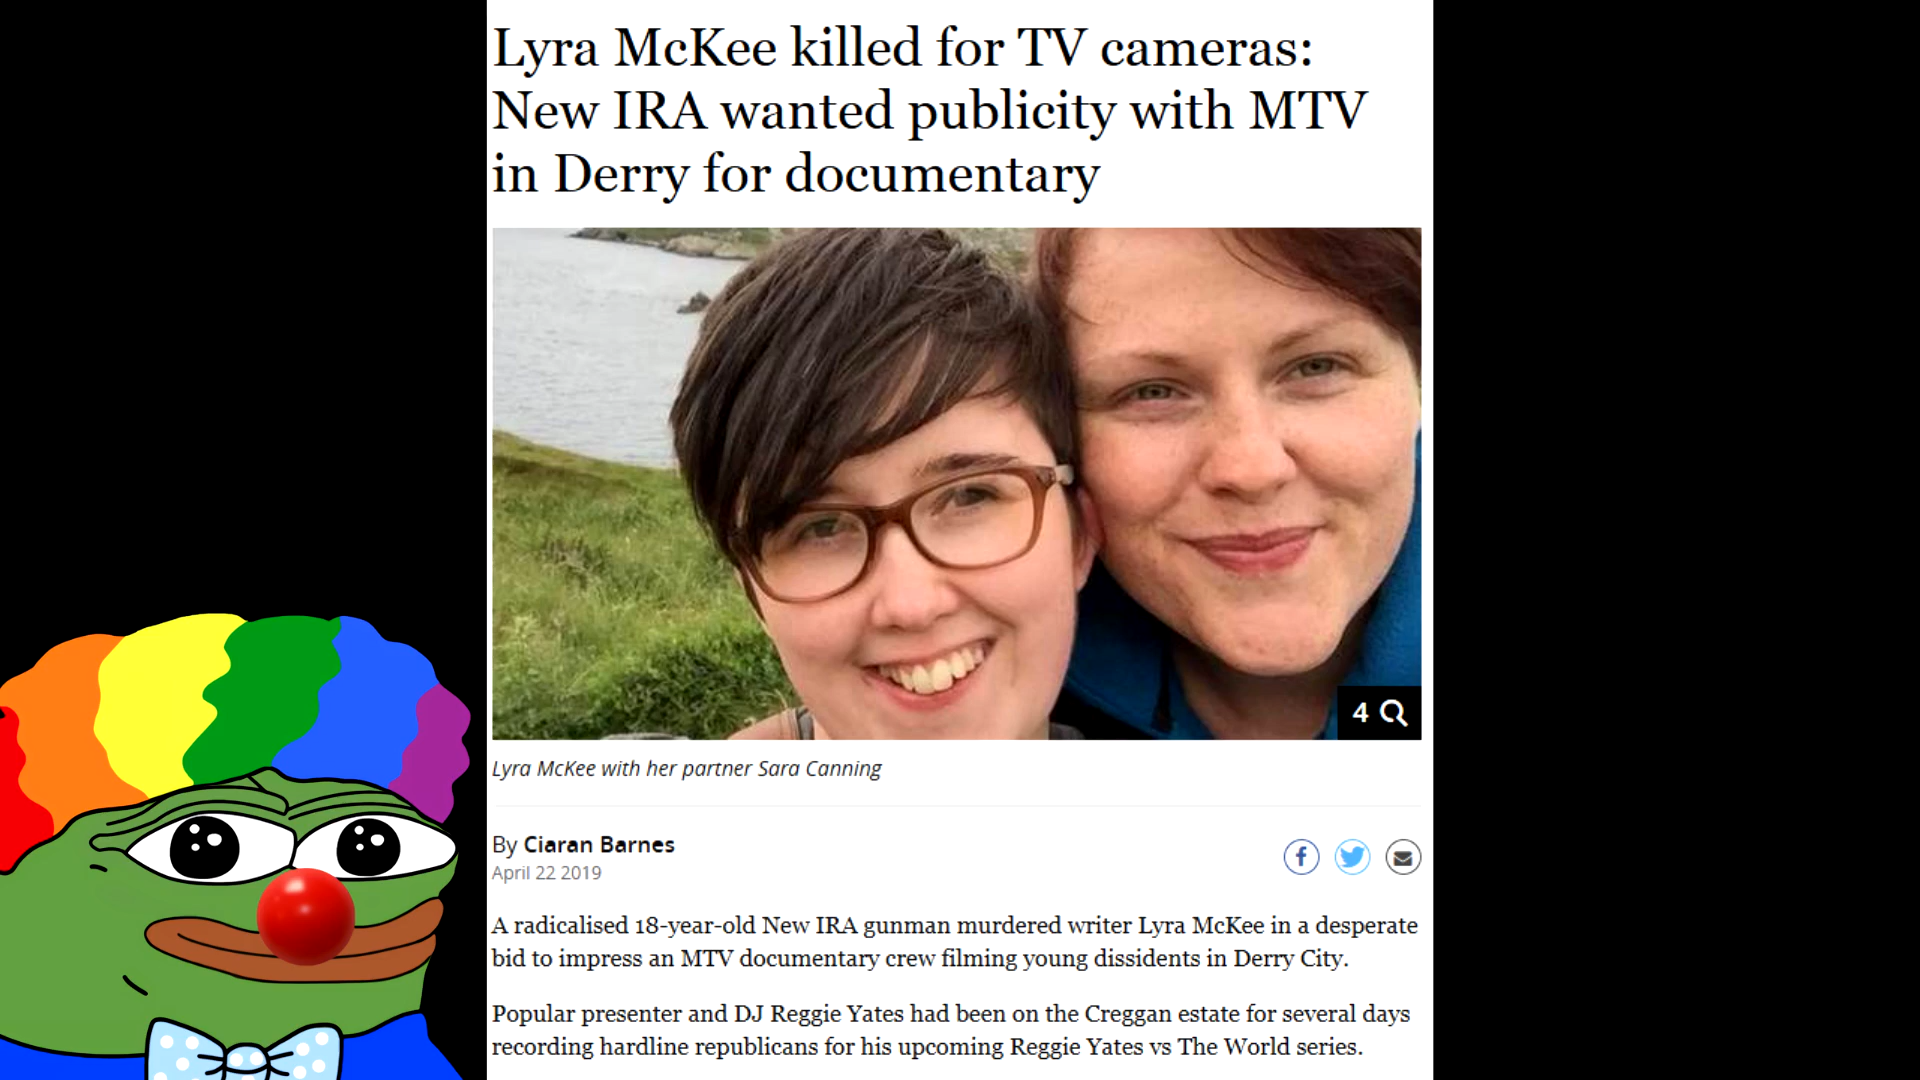 Lyra McKee killed for TV cameras:
New IRA wanted publicity with MTV
in Derry for documentary
4
Lyra McKee with her partner Sara Canning
By Ciaran Barnes
April 22 2019
A radicalised 18-year-old New IRA gunman murdered writer Lyra McKee in a desperate
bid to impress an MTV documentary crew filming young dissidents in Derry City.
Popular presenter and DJ Reggie Yates had been on the Creggan estate for several days
recording hardline republicans for his upcoming Reggie Yates vs The World series.